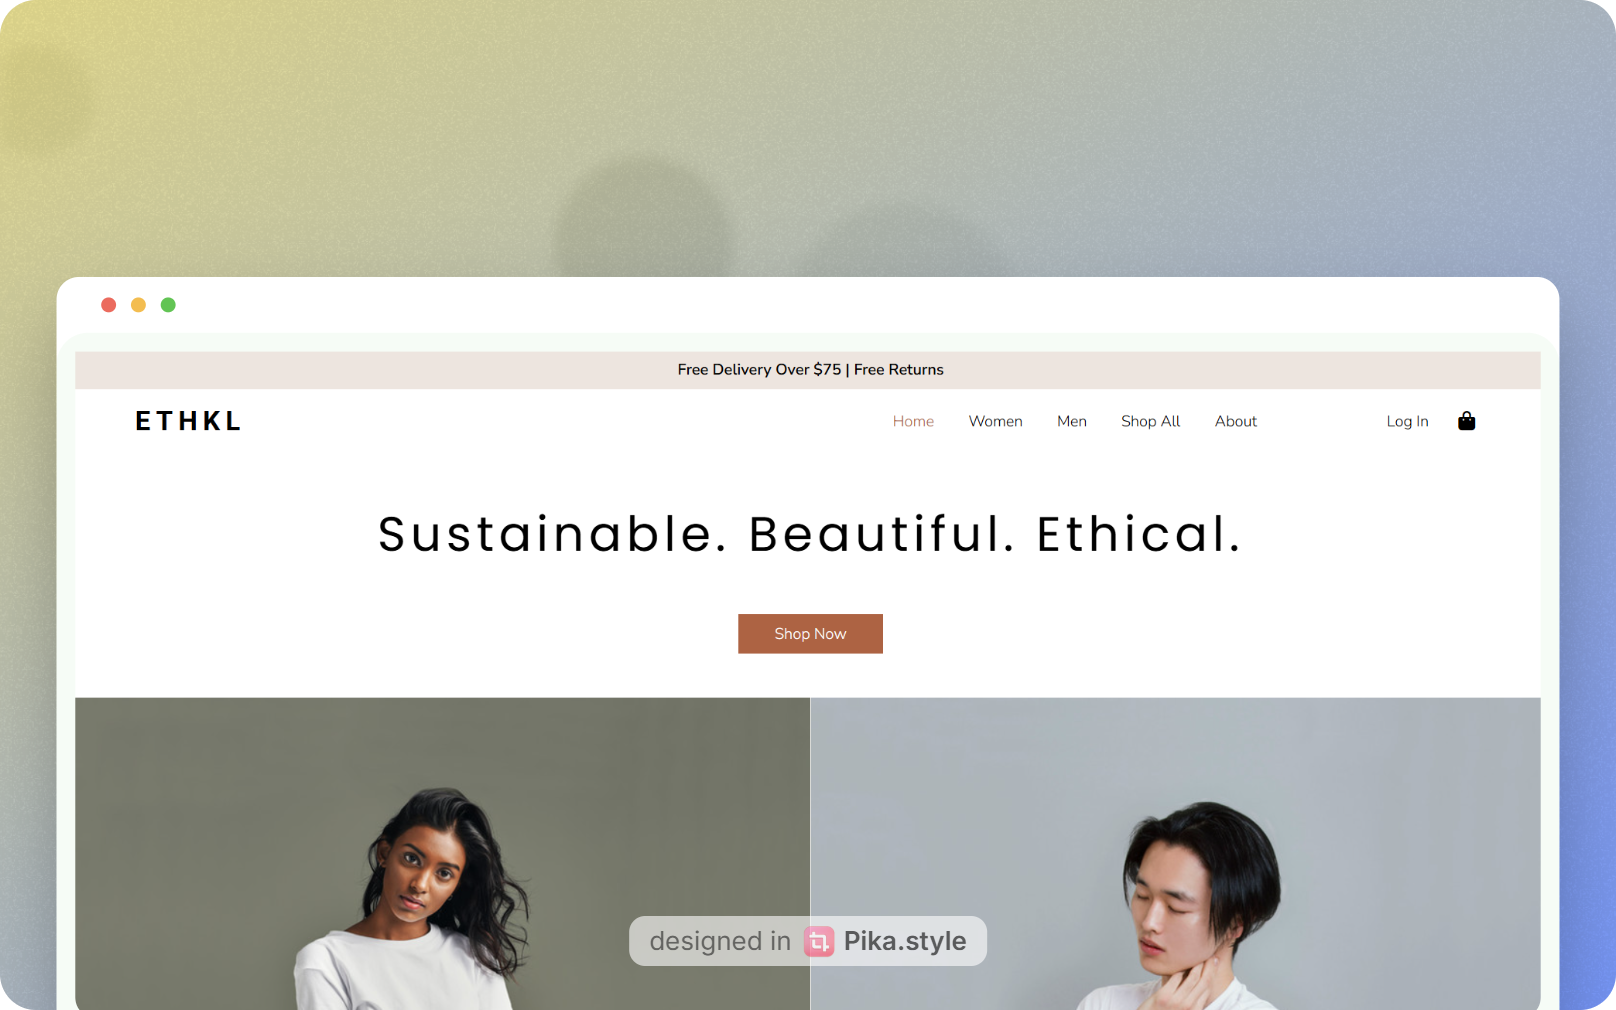 Free Delivery Over $75 | Free Returns
ETHKL
Home
Women
Men
Shop All
About
Log In
Sustainable. Beautiful. Ethical.
Shop Now
designed in Pika.style